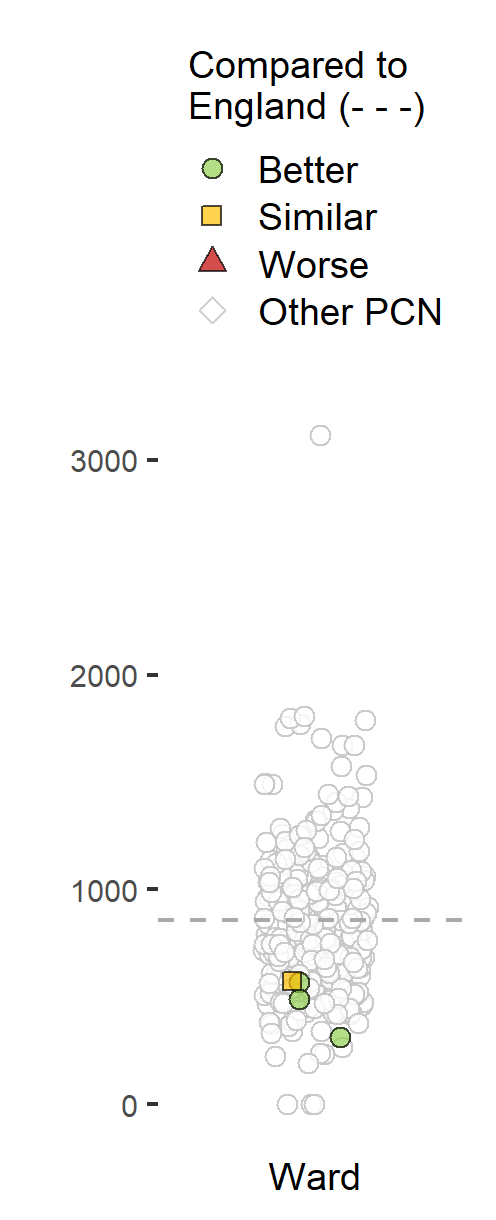 Compared to
England (- - -)
Better
Similar
Worse
Other PCN
3000
2000
1000
0
Ward